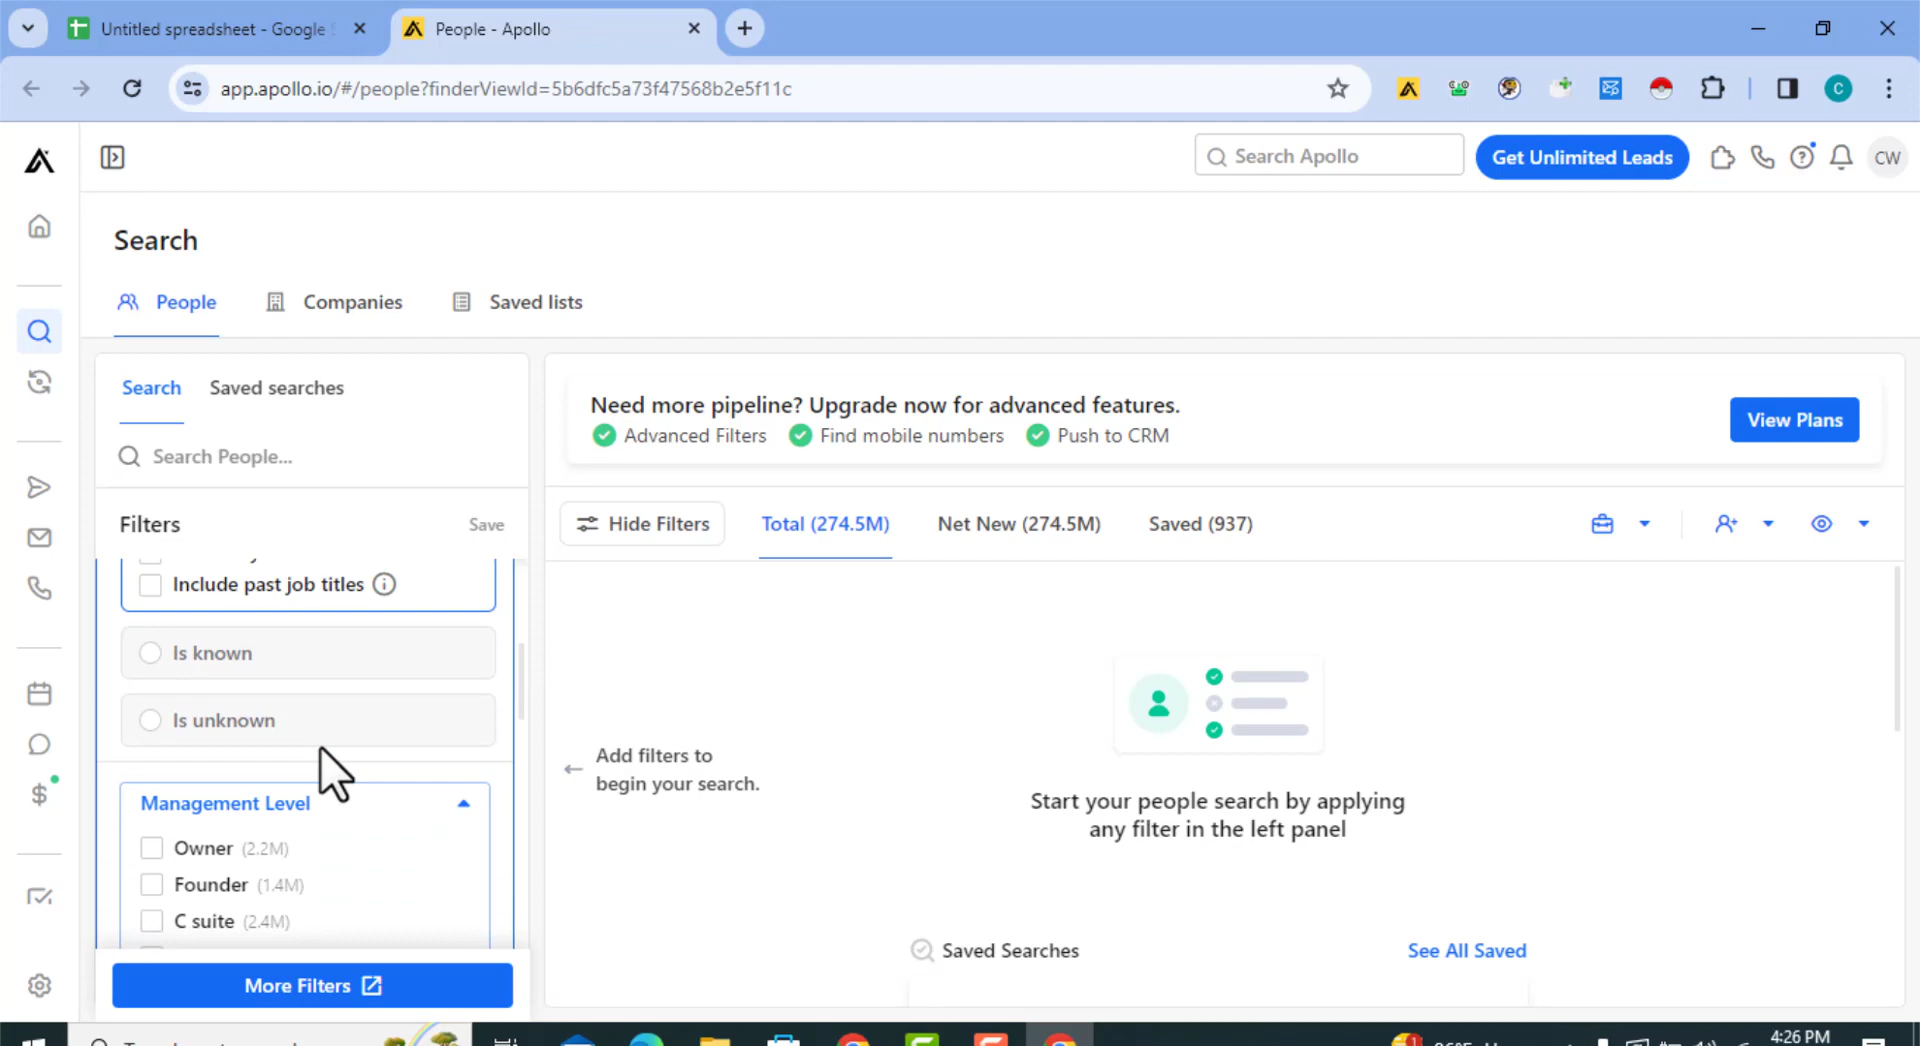 Untitled spreadsheet - Google
People - Apollo
app.apollo.io/#/people?finderViewId=5b6dfc5a73f47568b2e5f11c
C
Search Apollo
Get Unlimited Leads
CW
Search
People
Companies
Saved lists
Search
Saved searches
Search People...
Need more pipeline? Upgrade now for advanced features.
Advanced Filters
Find mobile numbers
Push to CRM
View Plans
Filters
Save
Hide Filters
Total (274.5M)
Net New (274.5M)
Saved (937)
Include past job titles
Is known
Is unknown
Management Level
Owner (2.2M)
Founder (1.4M)
C suite (2.4M)
More Filters
Add filters to
begin your search.
Start your people search by applying
any filter in the left panel
Saved Searches
See All Saved
4:26 PM